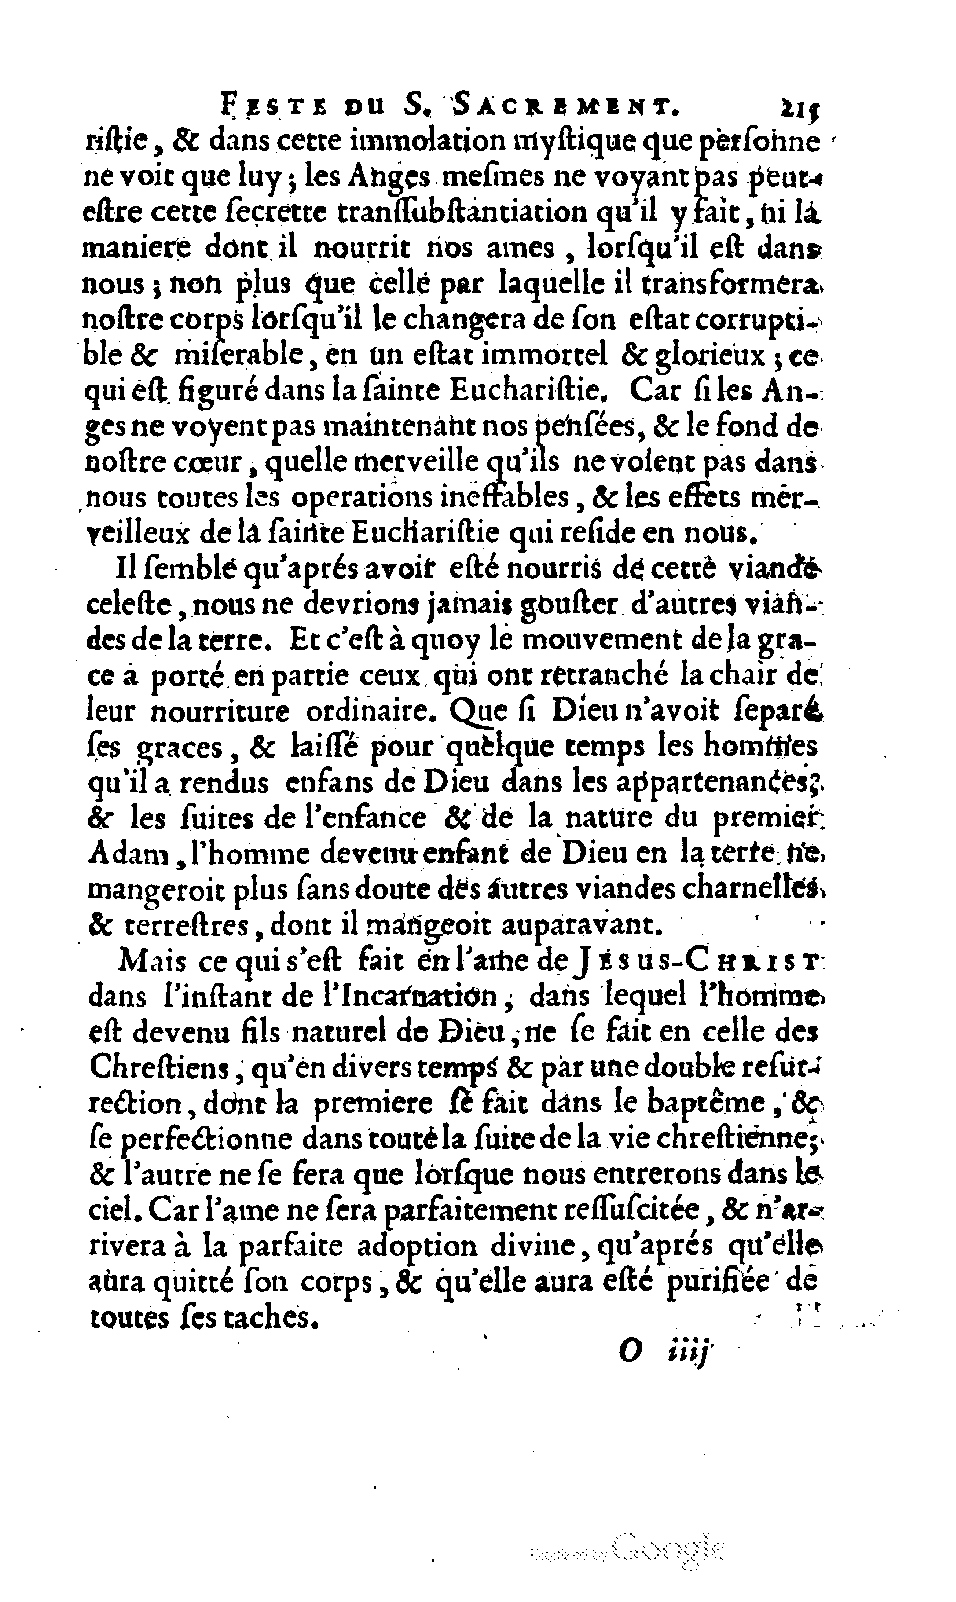 FESTE DU S. SACREMENT. 215
riſtie, & dans cette immolation myſtique que perſonne
ne voit que luy; les Anges meſmes ne voyant pas peut-
eſtre cette ſecrette tranſſubſtantiation qu'il y fait, ni la
maniere dont il nourrit nos ames, lorſqu'il eſt dans
nous; non plus que celle par laquelle il transformera
noſtre corps lorſqu'il le changera de ſon eſtat corrupti-
ble & miſerable, en un eſtat immortel & glorieux; ce
qui eſt figuré dans la ſainte Euchariſtie. Car ſi les An-
ges ne voyent pas maintenant nos penſées, & le fond de
noſtre cœur, quelle merveille qu'ils ne voient pas dans
nous toutes les operations ineffables, & les effets mer-
veilleux de la ſainte Euchariſtie qui reſide en nous.
Il ſemble qu'aprés avoir eſté nourris de cette viande
celeſte, nous ne devrions jamais gouſter d'autres vian-
des de la terre. Et c'eſt à quoy le mouvement de la gra-
ce a porté en partie ceux qui ont retranché la chair de
leur nourriture ordinaire. Que ſi Dieu n'avoit ſeparé
ſes graces, & laiſſé pour quelque temps les hommes
qu'il a rendus enfans de Dieu dans les appartenances,
& les ſuites de l'enfance & de la nature du premier
Adam, l'homme devenu enfant de Dieu en la terre ne
mangeroit plus ſans doute des autres viandes charnelles
& terreſtres, dont il mangeoit auparavant.
Mais ce qui s'eſt fait en l'ame de JESUS-CHRIST
dans l'inſtant de l'Incarnation, dans lequel l'homme
eſt devenu fils naturel de Dieu, ne ſe fait en celle des
Chreſtiens, qu'en divers temps & par une double reſur-
rection, dont la premiere ſe fait dans le baptême, &
ſe perfectionne dans toute la ſuite de la vie chreſtienne;
& l'autre ne ſe fera que lorſque nous entrerons dans le
ciel. Car l'ame ne ſera parfaitement reſſuſcitée, & n'ar-
rivera à la parfaite adoption divine, qu'aprés qu'elle
aura quitté ſon corps, & qu'elle aura eſté purifiée de
toutes ſes taches.
O iiij
Google